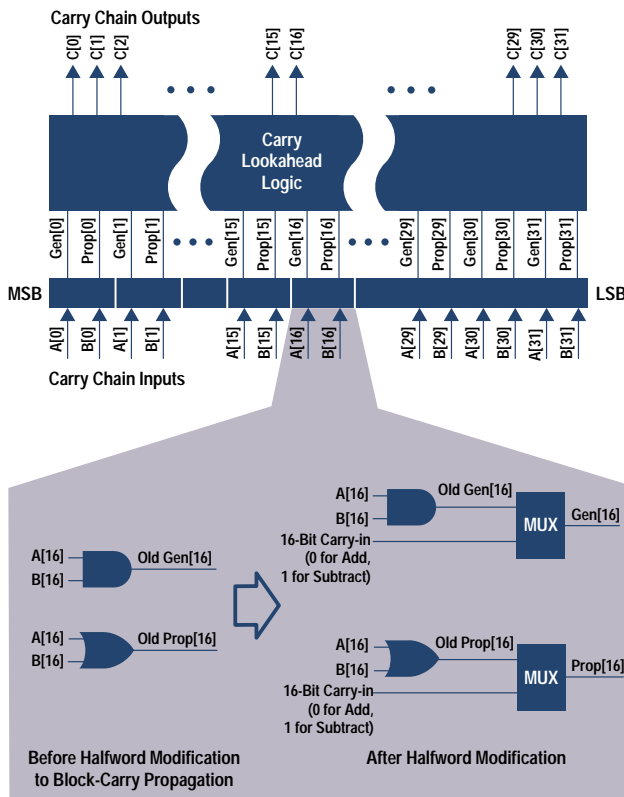 Carry Chain Outputs
C[0]
C[1]
C[2]
C[15]
C[16]
C[29]
C[30]
C[31]
Carry
Lookahead
Logic
Gen[0]
Prop[0]
Gen[1]
Prop[1]
Gen[15]
Prop[15]
Gen[16]
Prop[16]
Gen[29]
Prop[29]
Gen[30]
Prop[30]
Gen[31]
Prop[31]
MSB
LSB
A[0]
B[0]
A[1]
B[1]
A[15]
B[15]
A[16]
B[16]
A[29]
B[29]
A[30]
B[30]
A[31]
B[31]
Carry Chain Inputs
A[16]
B[16]
Old Gen[16]
A[16]
B[16]
Old Prop[16]
Before Halfword Modification
to Block-Carry Propagation
A[16]
B[16]
Old Gen[16]
16-Bit Carry-in
(0 for Add,
1 for Subtract)
MUX
Gen[16]
A[16]
B[16]
Old Prop[16]
16-Bit Carry-in
(0 for Add,
1 for Subtract)
MUX
Prop[16]
After Halfword Modification